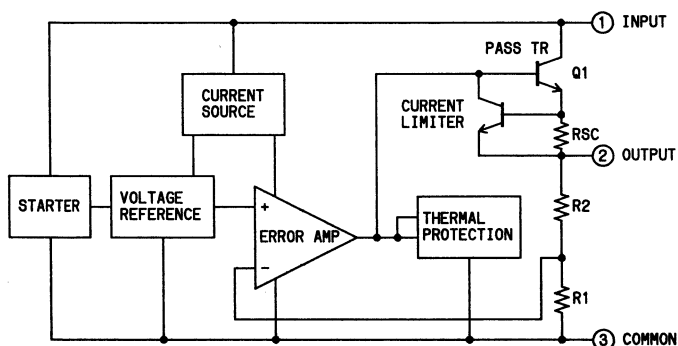 1 INPUT
PASS TR
Q1
CURRENT
SOURCE
CURRENT
LIMITER
RSC
2 OUTPUT
STARTER
VOLTAGE
REFERENCE
+
ERROR AMP
−
THERMAL
PROTECTION
R2
R1
3 COMMON